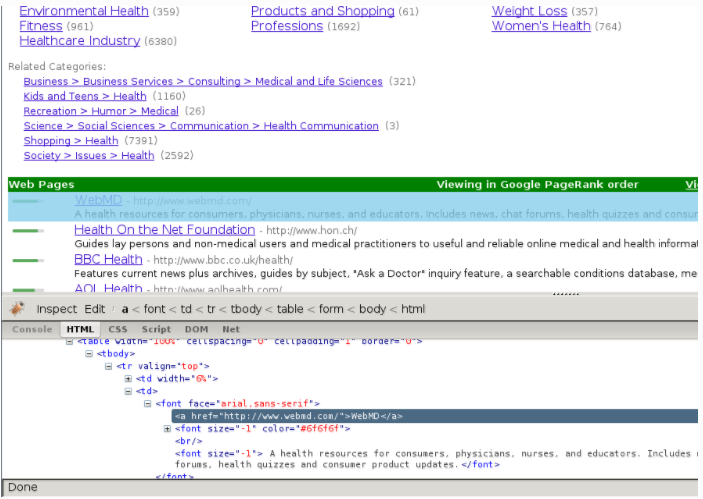 Environmental Health (359) Products and Shopping (61) Weight Loss (357)
Fitness (961) Professions (1692) Women's Health (764)
Healthcare Industry (6380)
Related Categories:
Business > Business Services > Consulting > Medical and Life Sciences (321)
Kids and Teens > Health (1160)
Recreation > Humor > Medical (26)
Science > Social Sciences > Communication > Health Communication (3)
Shopping > Health (7391)
Society > Issues > Health (2592)
Web Pages Viewing in Google PageRank order Vi
WebMD - http://www.webmd.com/
A health resources for consumers, physicians, nurses, and educators. Includes news, chat forums, health quizzes and consur
Health On the Net Foundation - http://www.hon.ch/
Guides lay persons and non-medical users and medical practitioners to useful and reliable online medical and health informat
BBC Health - http://www.bbc.co.uk/health/
Features current news plus archives, guides by subject, "Ask a Doctor" inquiry feature, a searchable conditions database, me
AOL Health - http://www.aolhealth.com/
Inspect Edit a < font < td < tr < tbody < table < form < body < html
Console HTML CSS Script DOM Net
<table width="100%" cellspacing="0" cellpadding="1" border="0">
<tbody>
<tr valign="top">
<td width="6%">
<td>
<font face="arial,sans-serif">
<a href="http://www.webmd.com/">WebMD</a>
<font size="-1" color="#6f6f6f">
<br/>
<font size="-1"> A health resources for consumers, physicians, nurses, and educators. Includes
forums, health quizzes and consumer product updates.</font>
</font>
Done